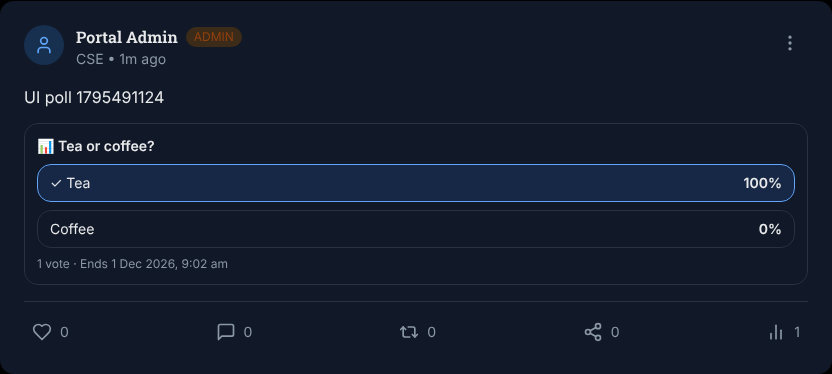 Portal Admin ADMIN
CSE • 1m ago
UI poll 1795491124
📊 Tea or coffee?
✓ Tea 100%
Coffee 0%
1 vote · Ends 1 Dec 2026, 9:02 am
0 0 0 0 1